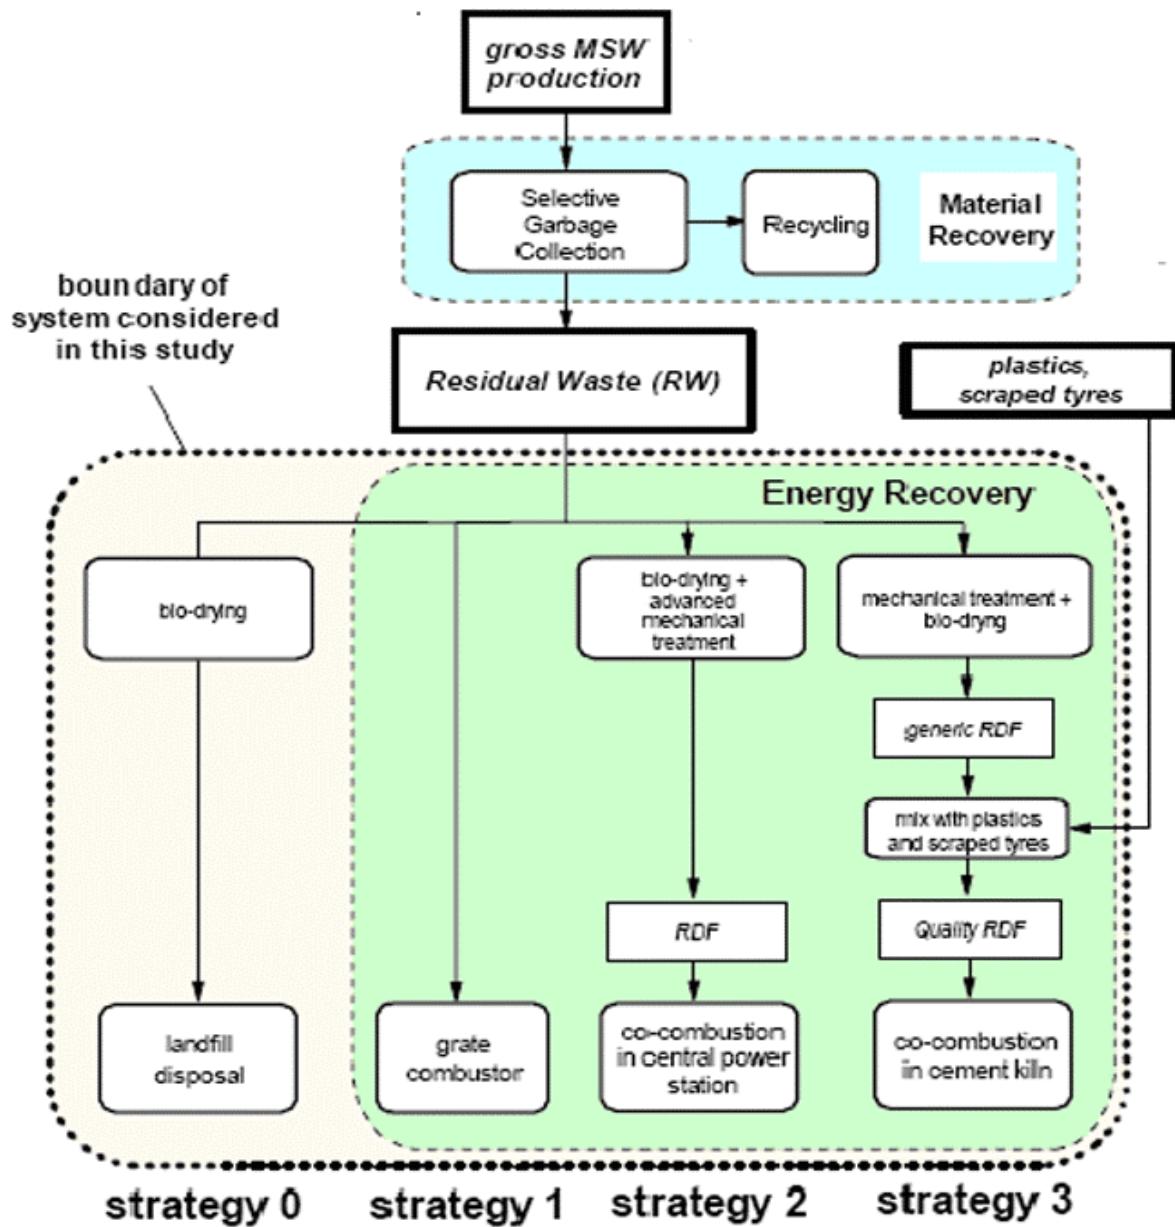 gross MSW
production
Selective
Garbage
Collection
Recycling
Material
Recovery
boundary of
system considered
in this study
Residual Waste (RW)
plastics,
scraped tyres
Energy Recovery
bio-drying
bio-drying +
advanced
mechanical
treatment
mechanical treatment +
bio-dryng
generic RDF
mix with plastics
and scraped tyres
RDF
Quality RDF
landfill
disposal
grate
combustor
co-combustion
in central power
station
co-combustion
in cement kiln
strategy 0
strategy 1
strategy 2
strategy 3